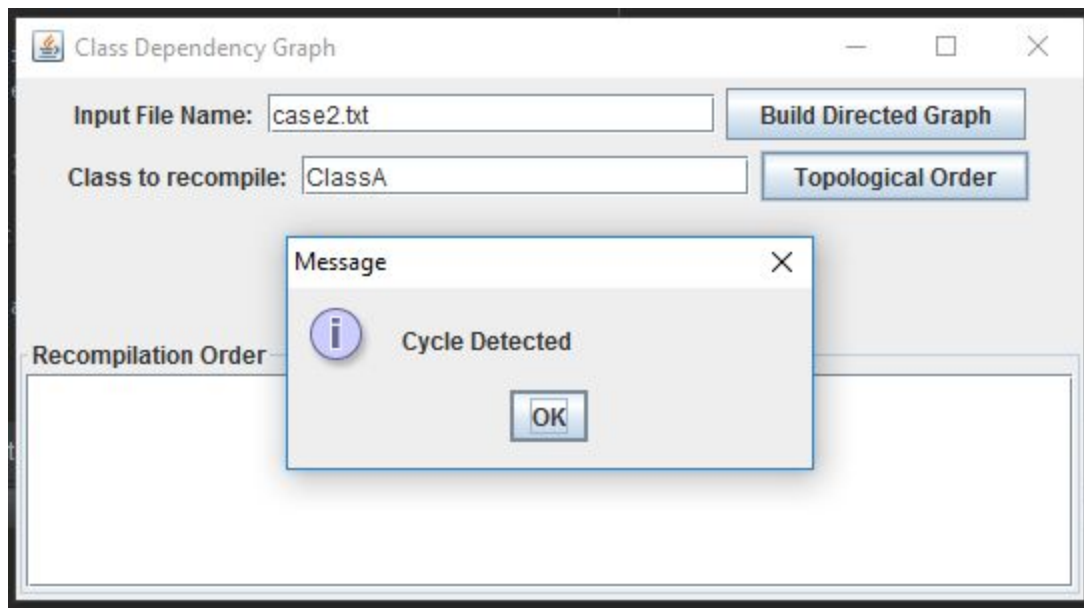 Class Dependency Graph
Input File Name: case2.txt Build Directed Graph
Class to recompile: ClassA Topological Order
Message
Cycle Detected
OK
Recompilation Order